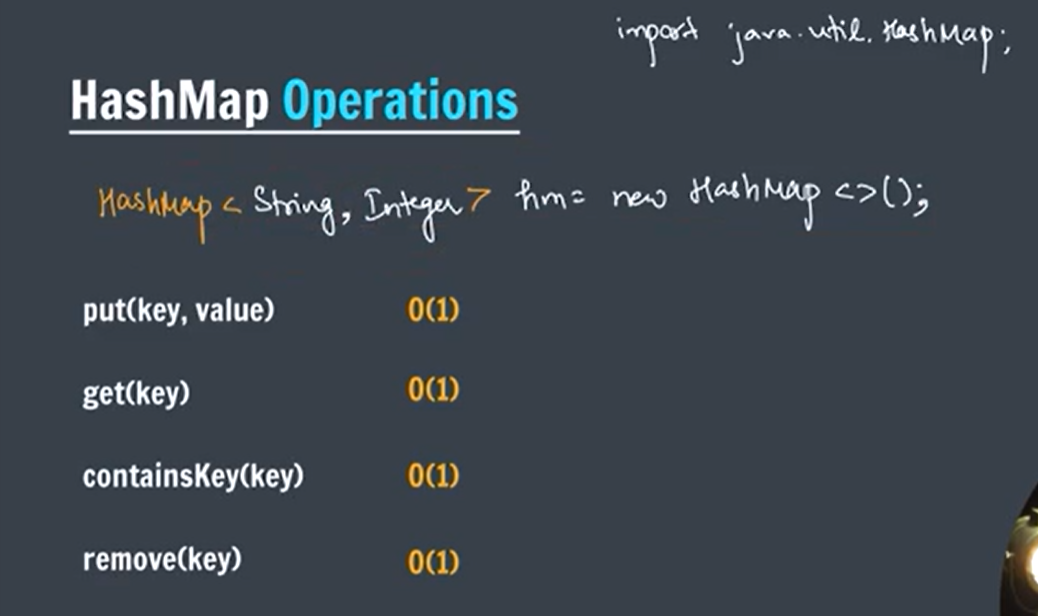 import java.util.HashMap;
HashMap Operations
HashMap < String, Integer > hm = new HashMap <>();
put(key, value) O(1)
get(key) O(1)
containsKey(key) O(1)
remove(key) O(1)